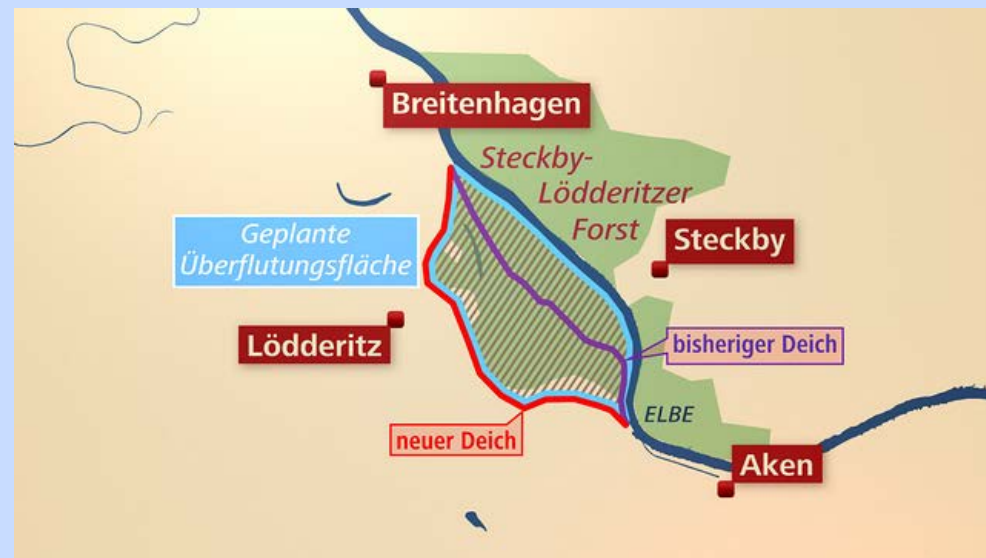 Breitenhagen
Steckby-
Lödderitzer
Forst
Steckby
Geplante
Überflutungsfläche
Lödderitz
bisheriger Deich
neuer Deich
ELBE
Aken